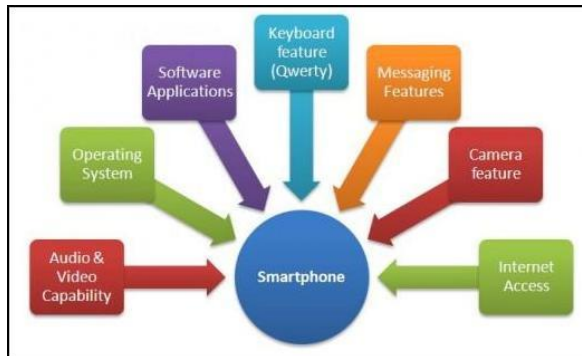 Keyboard
feature
(Qwerty)
Software
Applications
Messaging
Features
Operating
System
Camera
feature
Audio &
Video
Capability
Smartphone
Internet
Access